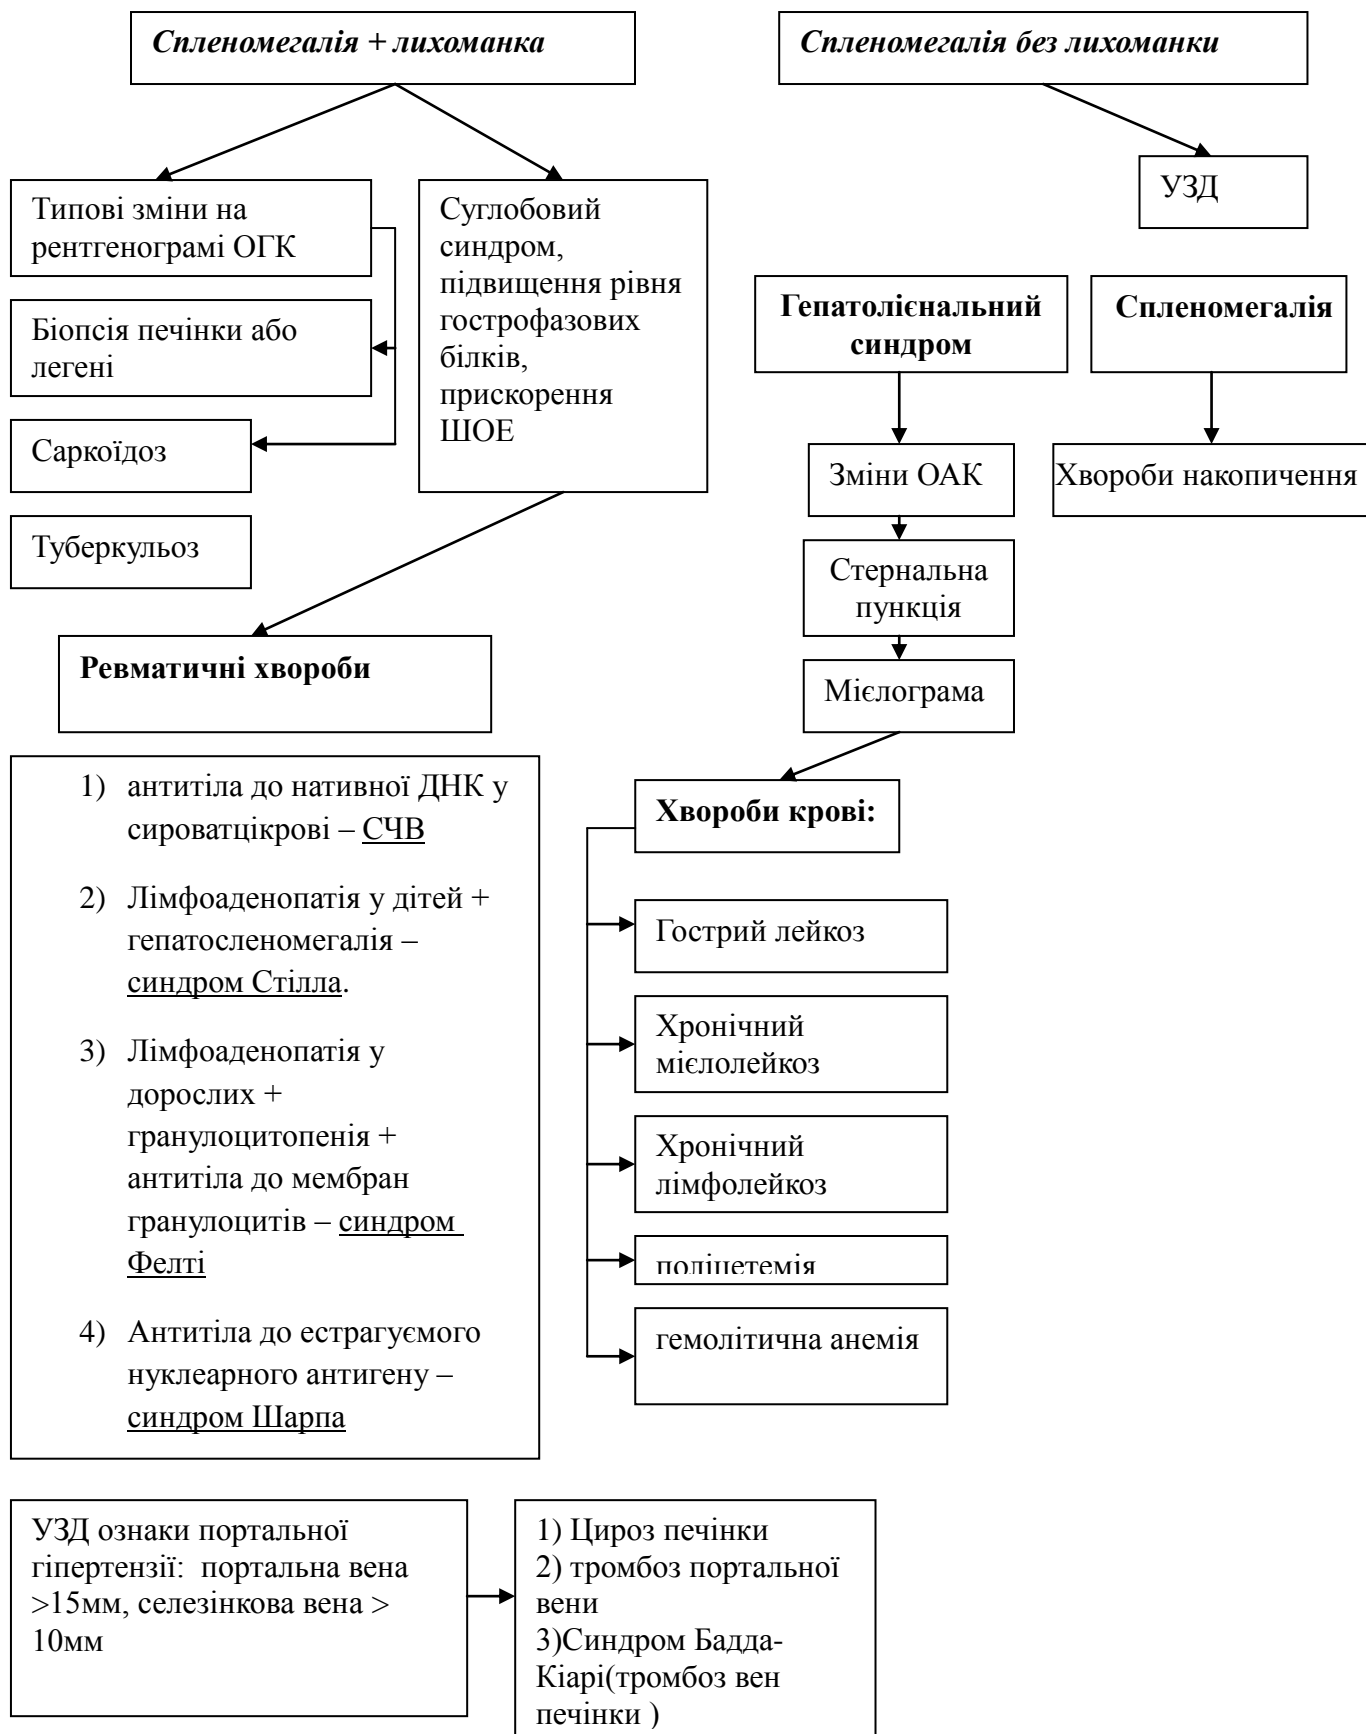 Спленомегалія + лихоманка
Спленомегалія без лихоманки
УЗД
Типові зміни на
рентгенограмі ОГК
Біопсія печінки або
легені
Саркоїдоз
Туберкульоз
Суглобовий
синдром,
підвищення рівня
гострофазових
білків,
прискорення
ШОЕ
Гепатолієнальний
синдром
Спленомегалія
Зміни ОАК
Хвороби накопичення
Стернальна
пункція
Мієлограма
Ревматичні хвороби
1) антитіла до нативної ДНК у
сироватцікрові – СЧВ
2) Лімфоаденопатія у дітей +
гепатосленомегалія –
синдром Стілла.
3) Лімфоаденопатія у
дорослих +
гранулоцитопенія +
антитіла до мембран
гранулоцитів – синдром
Фелті
4) Антитіла до естрагуємого
нуклеарного антигену –
синдром Шарпа
Хвороби крові:
Гострий лейкоз
Хронічний
мієлолейкоз
Хронічний
лімфолейкоз
поліцетемія
гемолітична анемія
УЗД ознаки портальної
гіпертензії: портальна вена
>15мм, селезінкова вена >
10мм
1) Цироз печінки
2) тромбоз портальної
вени
3)Синдром Бадда-
Кіарі(тромбоз вен
печінки )